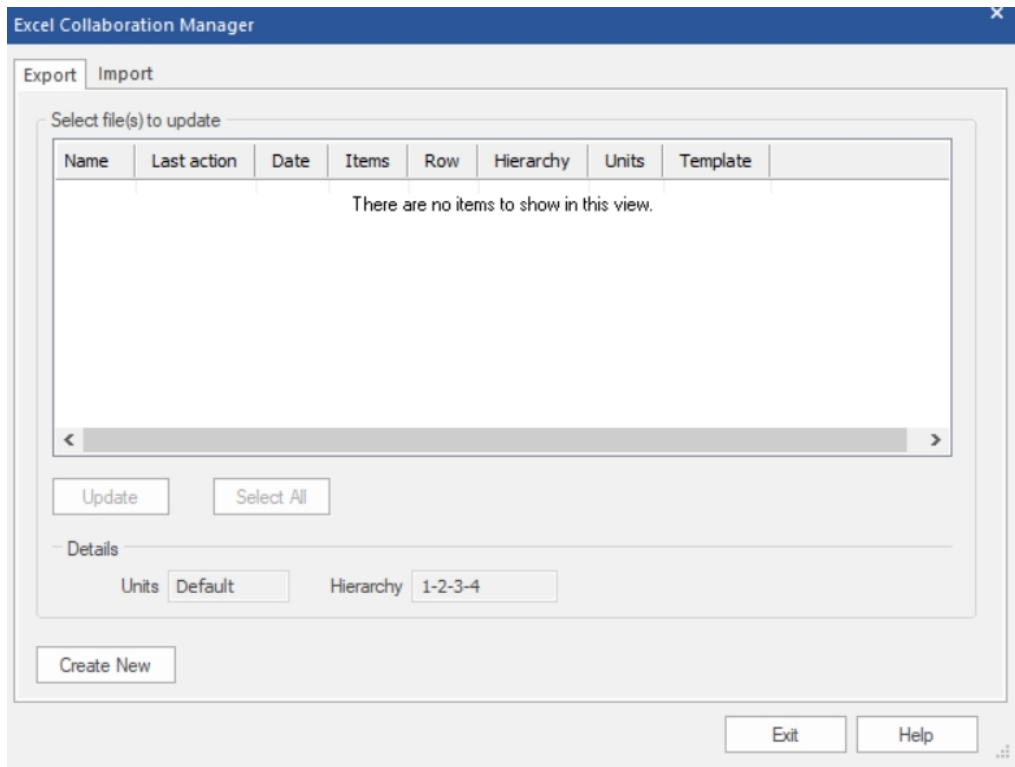 Excel Collaboration Manager
Export Import
Select file(s) to update
Name Last action Date Items Row Hierarchy Units Template
There are no items to show in this view.
Update Select All
Details
Units Default Hierarchy 1-2-3-4
Create New
Exit Help